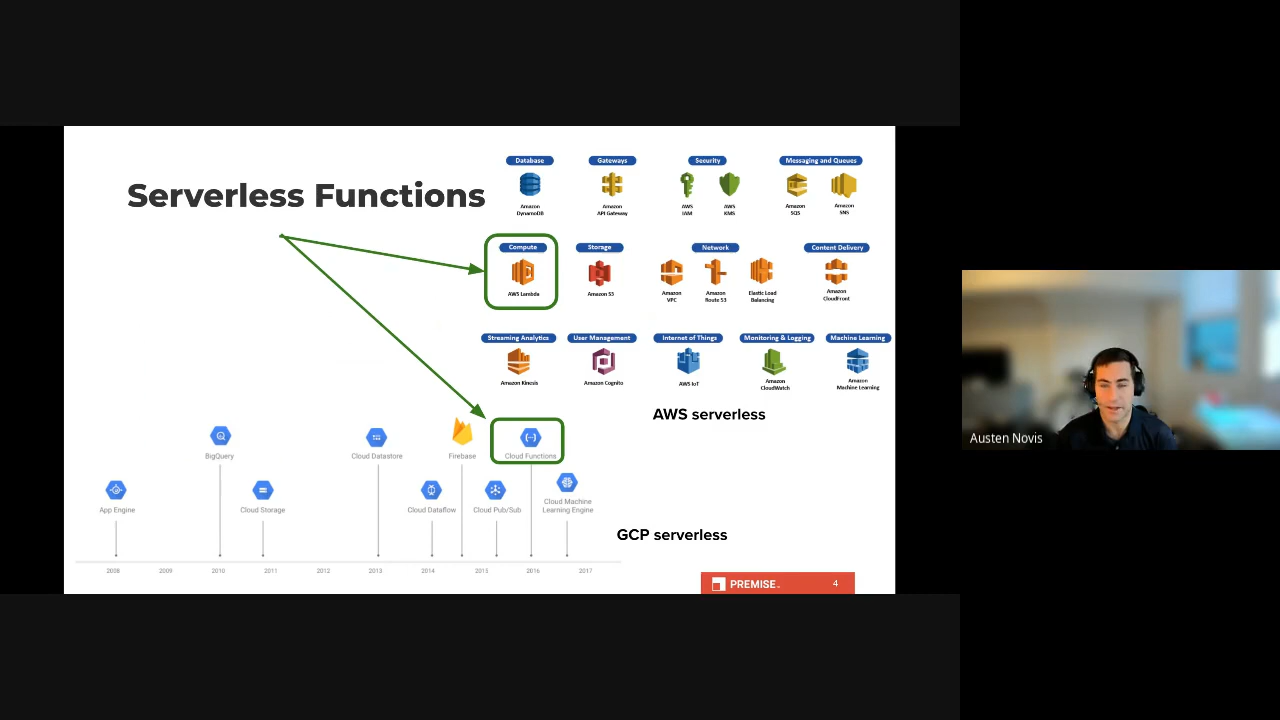 Serverless Functions
Database
Gateways
Security
Messaging and Queues
Amazon
DynamoDB
Amazon
API Gateway
AWS
IAM
AWS
KMS
Amazon
SQS
Amazon
SNS
Compute
Storage
Network
Content Delivery
AWS Lambda
Amazon S3
Amazon
VPC
Amazon
Route 53
Elastic Load
Balancing
Amazon
CloudFront
Streaming Analytics
User Management
Internet of Things
Monitoring & Logging
Machine Learning
Amazon Kinesis
Amazon Cognito
AWS IoT
Amazon
CloudWatch
Amazon
Machine Learning
AWS serverless
BigQuery
Cloud Datastore
Firebase
Cloud Functions
App Engine
Cloud Storage
Cloud Dataflow
Cloud Pub/Sub
Cloud Machine
Learning Engine
GCP serverless
2008 2009 2010 2011 2012 2013 2014 2015 2016 2017
PREMISE
4
Austen Novis